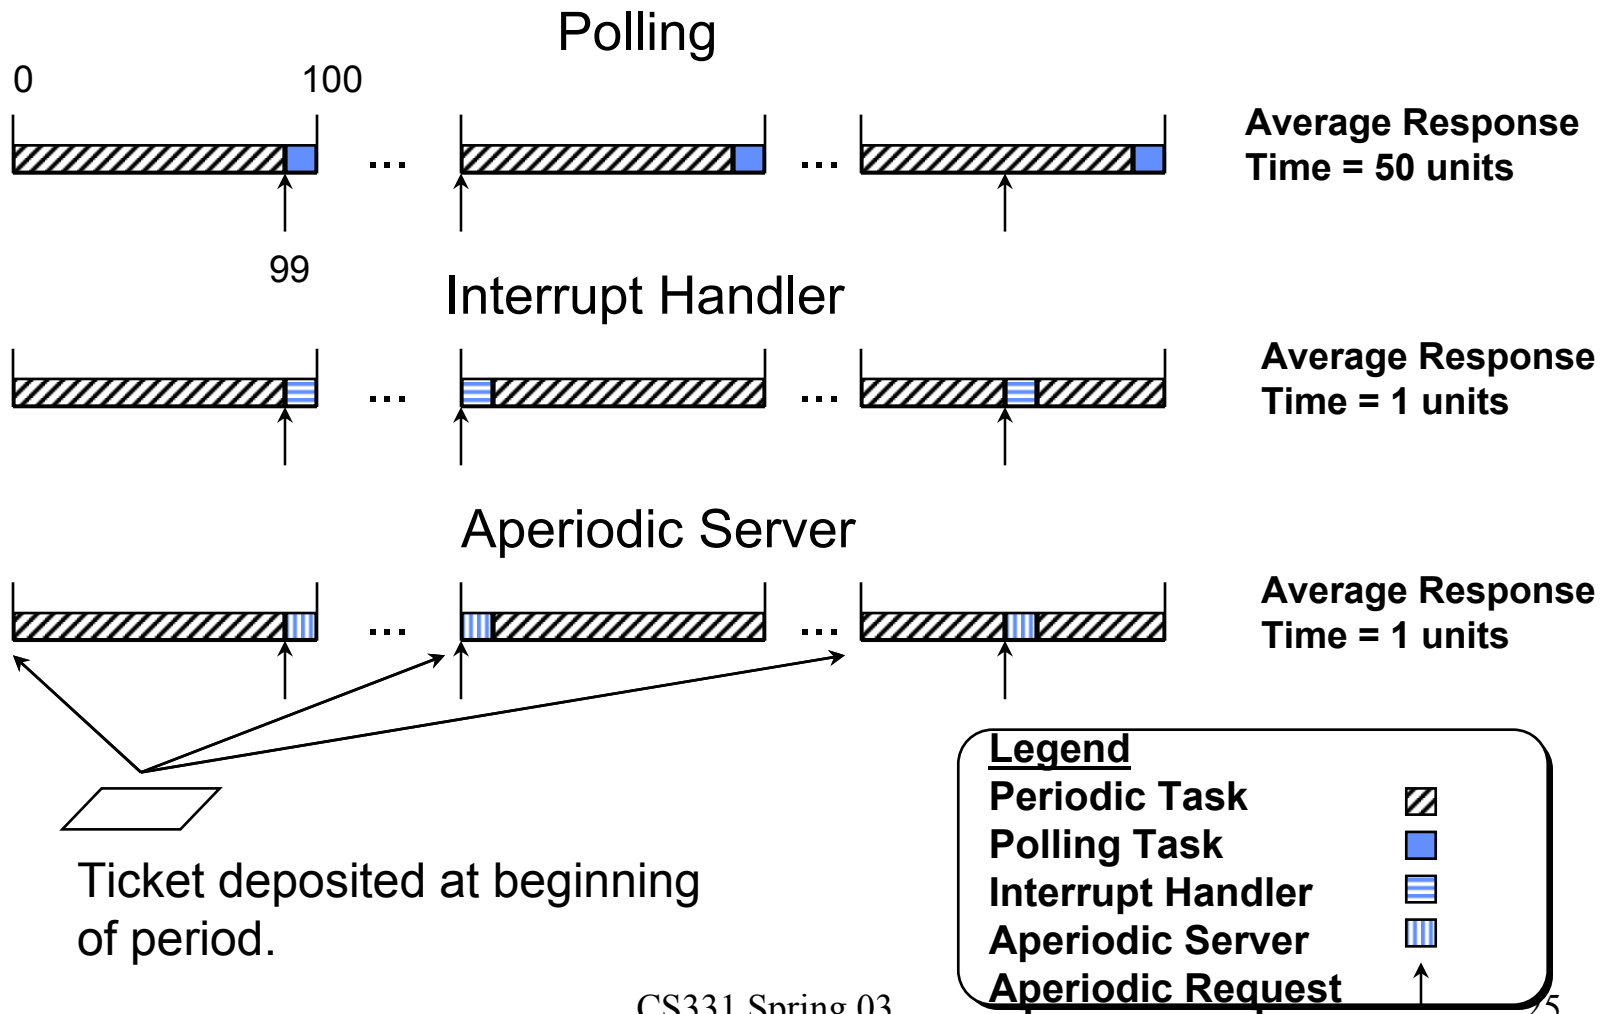 Polling
0 100
Average Response
Time = 50 units
...
...
99
Interrupt Handler
Average Response
Time = 1 units
...
...
Aperiodic Server
Average Response
Time = 1 units
...
...
Ticket deposited at beginning
of period.
Legend
Periodic Task
Polling Task
Interrupt Handler
Aperiodic Server
Aperiodic Request
CS331 Spring 03